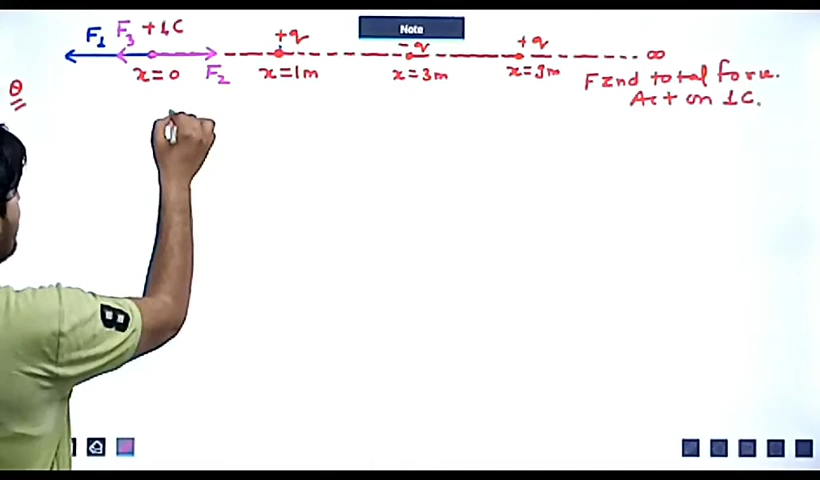 Note
F1 F3 +1C
+q
-q
+q
∞
x=0 F2 x=1m x=3m x=9m
Q
Find total force.
Act on 1C.
B